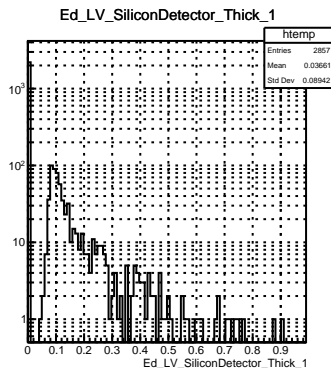 Ed_LV_SiliconDetector_Thick_1
htemp
Entries 2857
Mean 0.03661
Std Dev 0.08942
10³
10²
10
1
0 0.1 0.2 0.3 0.4 0.5 0.6 0.7 0.8 0.9
Ed_LV_SiliconDetector_Thick_1